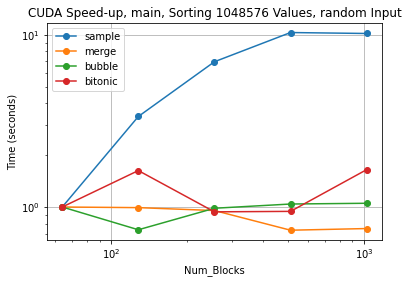 CUDA Speed-up, main, Sorting 1048576 Values, random Input
10¹
sample
merge
bubble
bitonic
Time (seconds)
10⁰
10²
10³
Num_Blocks